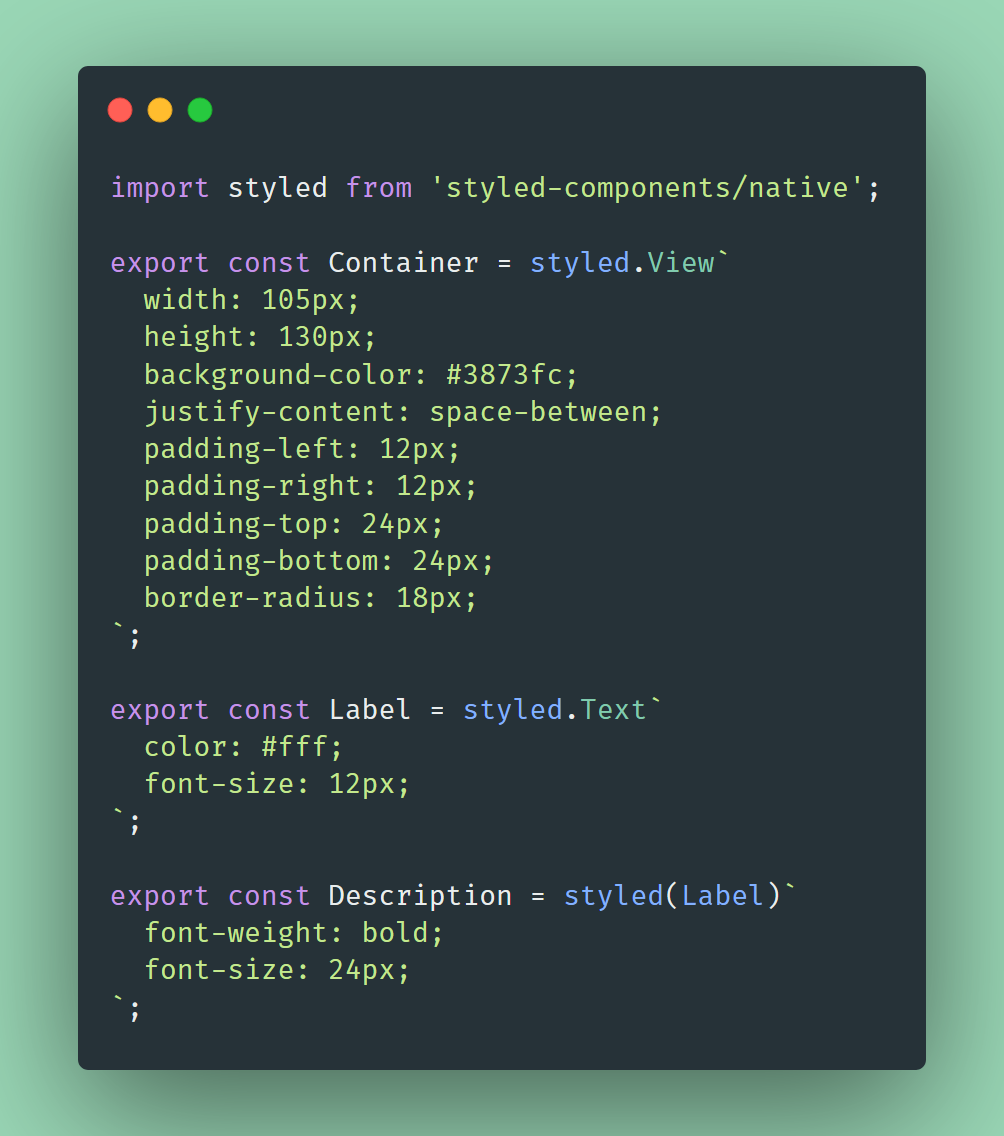 import styled from 'styled-components/native';

export const Container = styled.View`
  width: 105px;
  height: 130px;
  background-color: #3873fc;
  justify-content: space-between;
  padding-left: 12px;
  padding-right: 12px;
  padding-top: 24px;
  padding-bottom: 24px;
  border-radius: 18px;
`;

export const Label = styled.Text`
  color: #fff;
  font-size: 12px;
`;

export const Description = styled(Label)`
  font-weight: bold;
  font-size: 24px;
`;